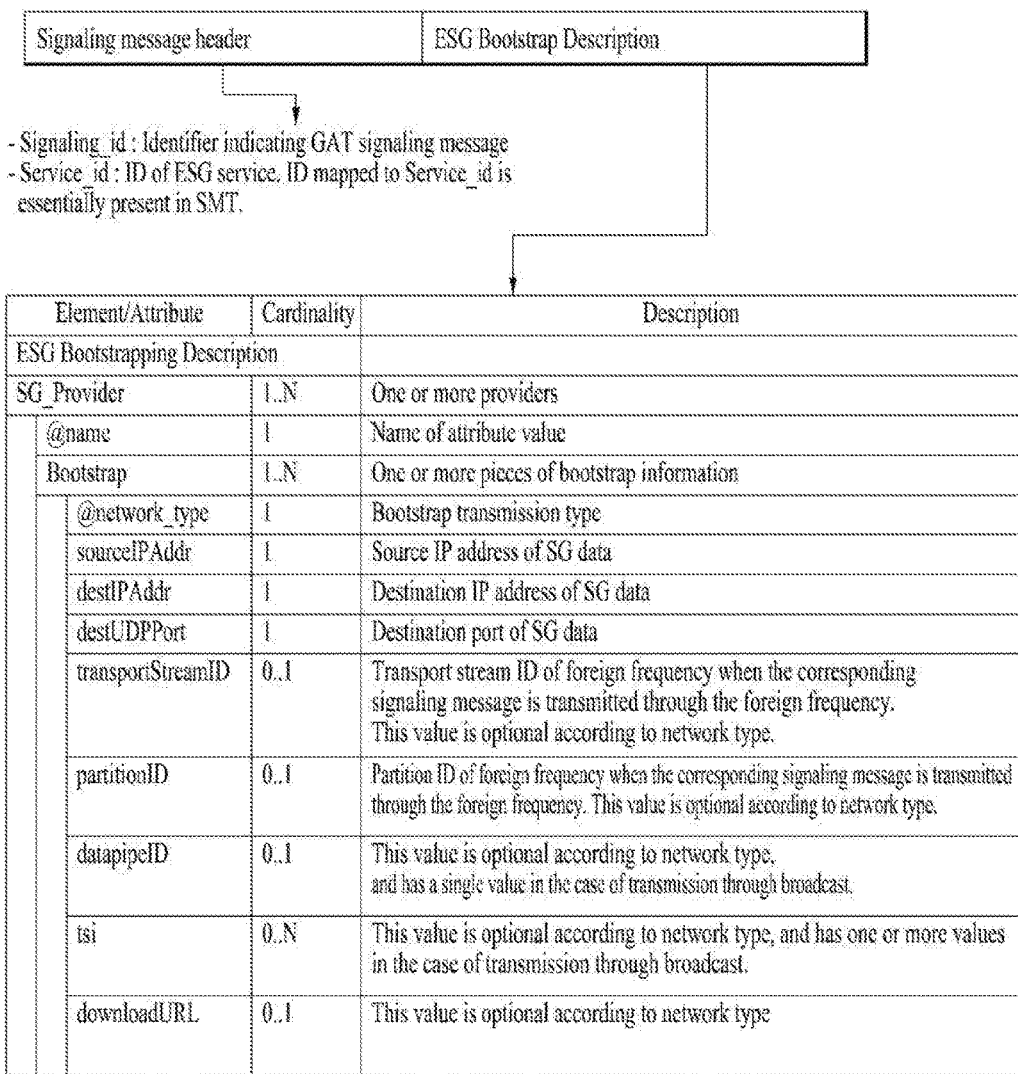 Signaling message header
ESG Bootstrap Description
- Signaling_id : Identifier indicating GAT signaling message
- Service_id : ID of ESG service. ID mapped to Service_id is
essentially present in SMT.
Element/Attribute Cardinality Description
ESG Bootstrapping Description
SG_Provider 1..N One or more providers
@name 1 Name of attribute value
Bootstrap 1..N One or more pieces of bootstrap information
@network_type 1 Bootstrap transmission type
sourceIPAddr 1 Source IP address of SG data
destIPAddr 1 Destination IP address of SG data
destUDPPort 1 Destination port of SG data
transportStreamID 0..1 Transport stream ID of foreign frequency when the corresponding
signaling message is transmitted through the foreign frequency.
This value is optional according to network type.
partitionID 0..1 Partition ID of foreign frequency when the corresponding signaling message is transmitted
through the foreign frequency. This value is optional according to network type.
datapipeID 0..1 This value is optional according to network type,
and has a single value in the case of transmission through broadcast.
tsi 0..N This value is optional according to network type, and has one or more values
in the case of transmission through broadcast.
downloadURL 0..1 This value is optional according to network type